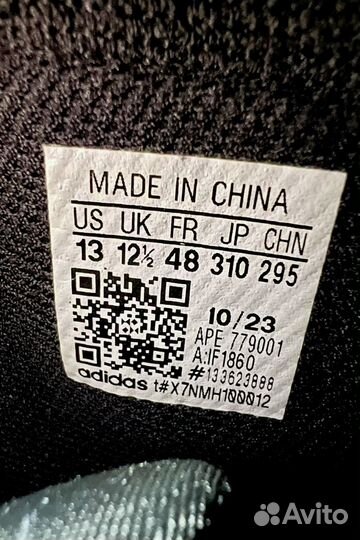 MADE IN CHINA
US UK FR JP CHN
13 12½ 48 310 295
10/23
APE 779001
A:IF1860
#133623888
adidas t#X7NMH100012
Avito